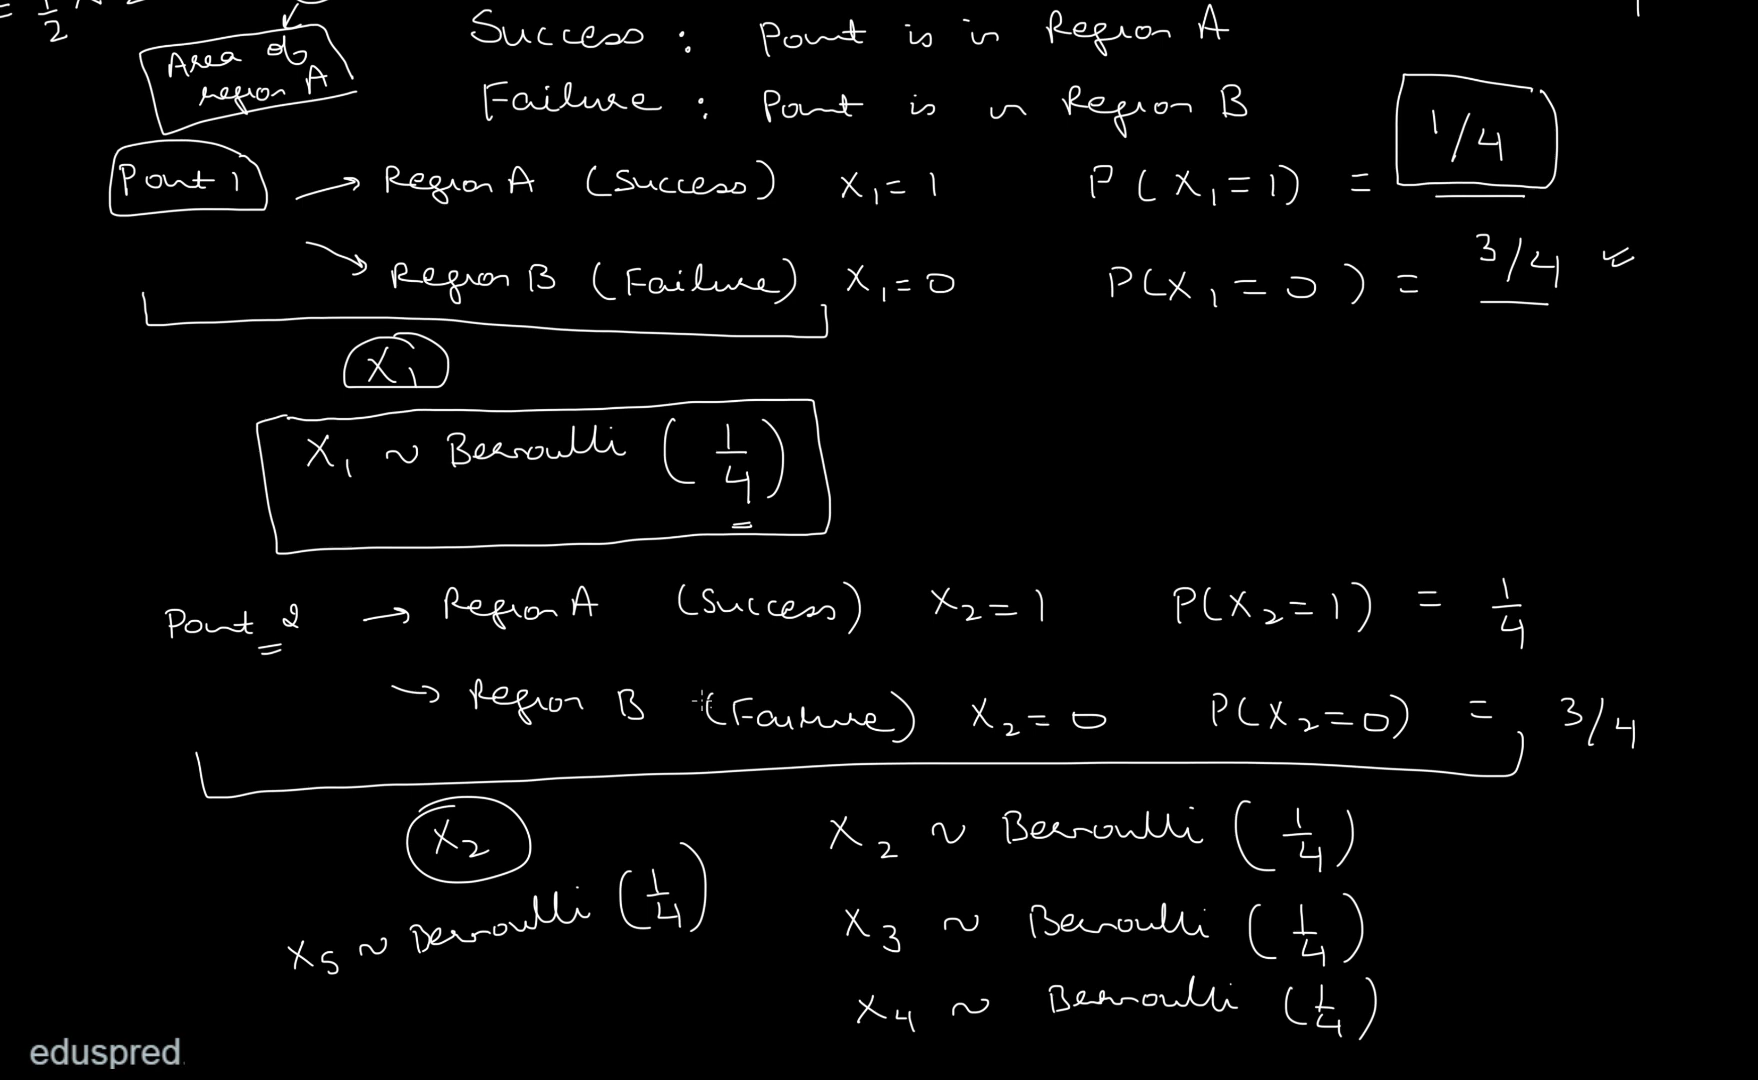 = 1/2
Area of
region A
Success : Point is in Region A
Failure : Point is in Region B
Point 1 → Region A (Success) X₁ = 1 P(X₁ = 1) = 1/4
→ Region B (Failure) X₁ = 0 P(X₁ = 0) = 3/4
X₁
X₁ ~ Bernoulli (1/4)
Point 2 → Region A (Success) X₂ = 1 P(X₂ = 1) = 1/4
→ Region B (Failure) X₂ = 0 P(X₂ = 0) = 3/4
X₂
X₂ ~ Bernoulli (1/4)
X₃ ~ Bernoulli (1/4)
X₄ ~ Bernoulli (1/4)
X₅ ~ Bernoulli (1/4)
eduspred.